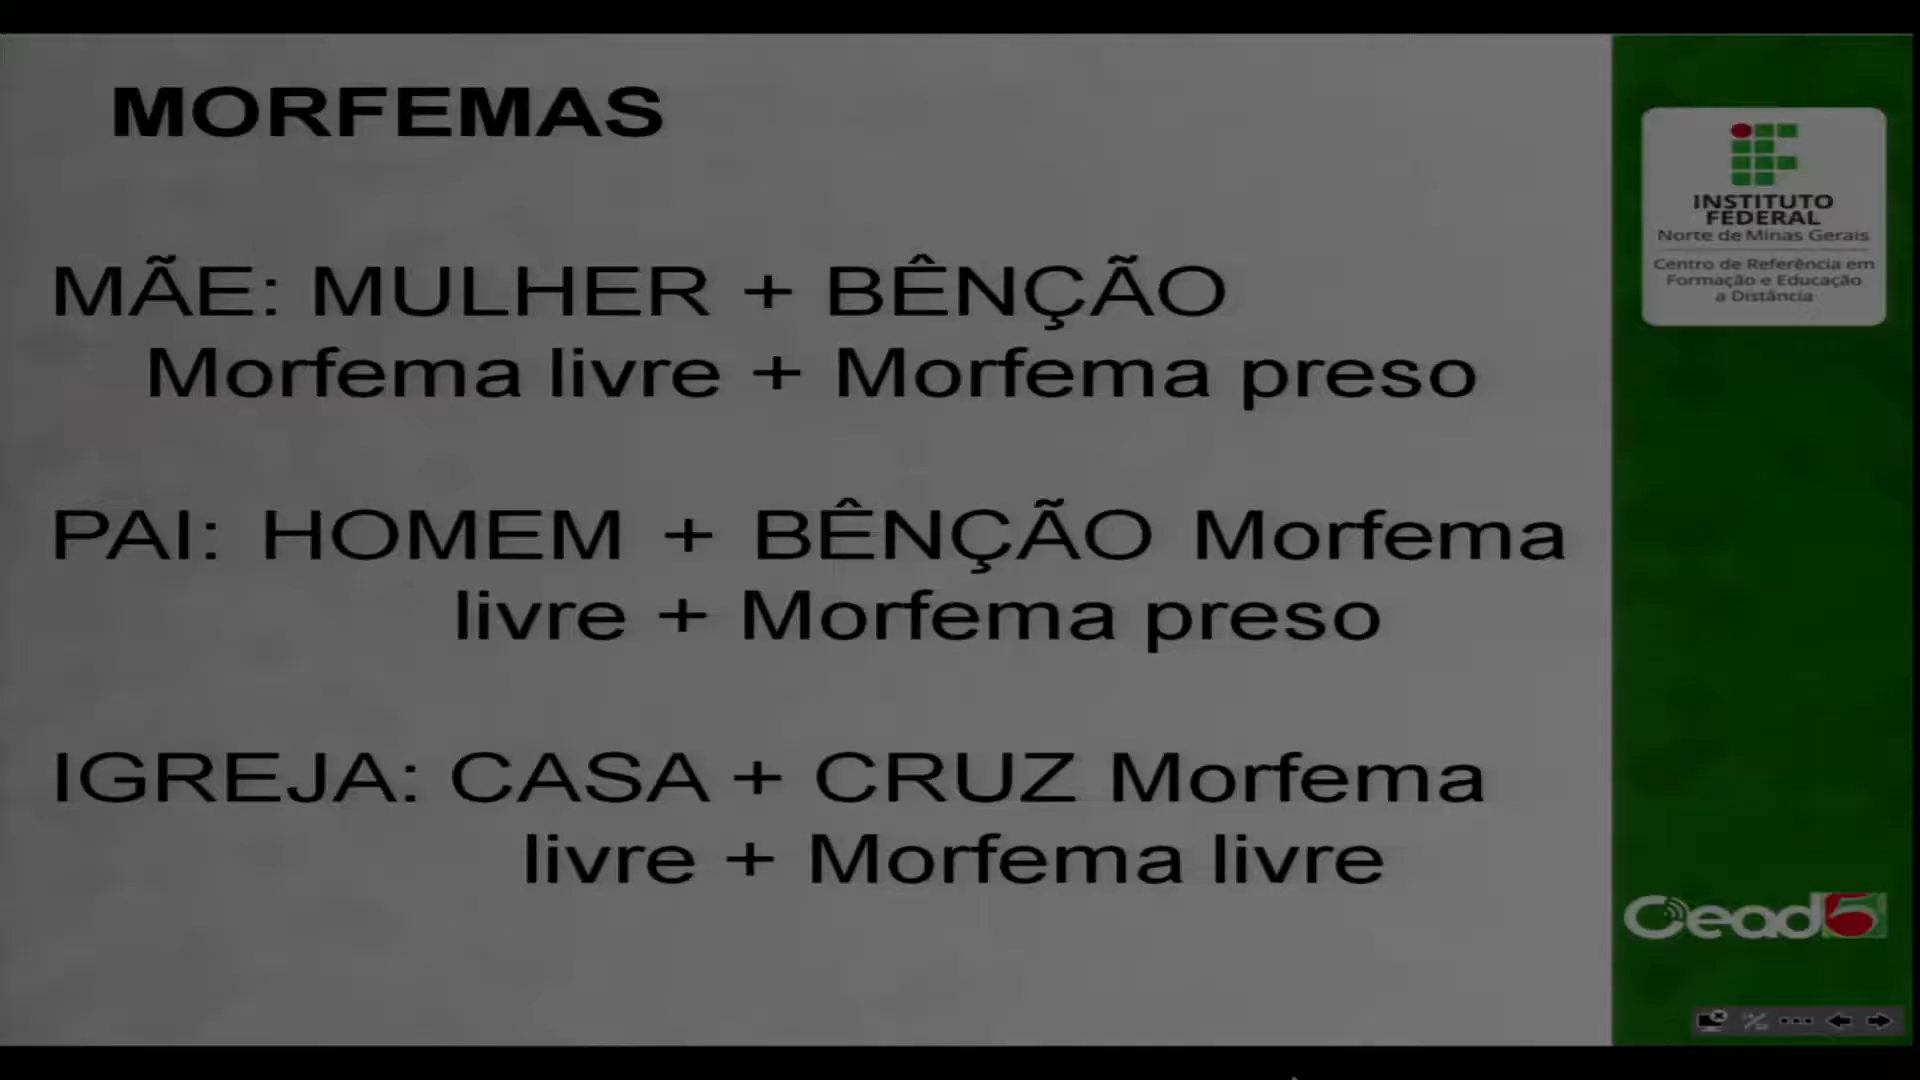 MORFEMAS
MÃE: MULHER + BÊNÇÃO
Morfema livre + Morfema preso
PAI: HOMEM + BÊNÇÃO Morfema
livre + Morfema preso
IGREJA: CASA + CRUZ Morfema
livre + Morfema livre
INSTITUTO
FEDERAL
Norte de Minas Gerais
Centro de Referência em
Formação e Educação
a Distância
Cead5